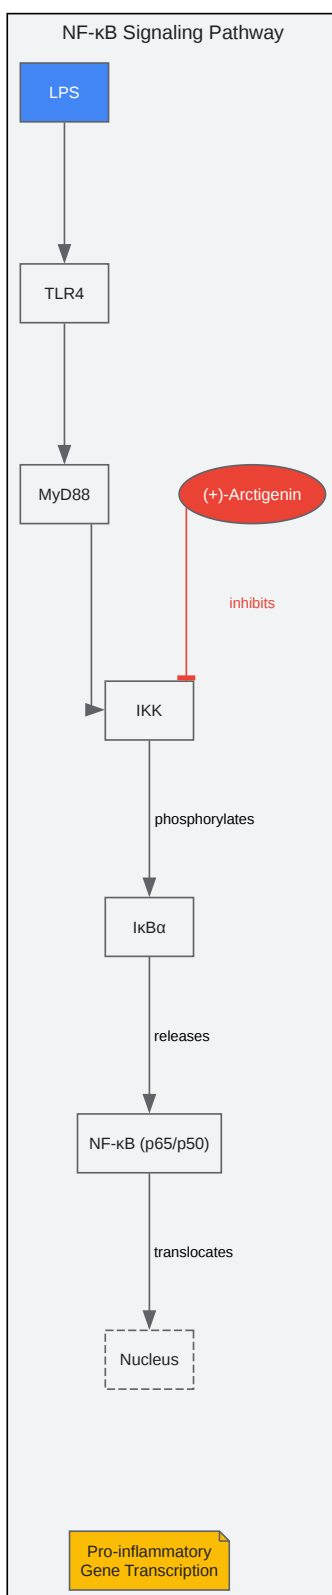 NF-κB Signaling Pathway
LPS
TLR4
MyD88
(+)-Arctigenin
inhibits
IKK
phosphorylates
IκBα
releases
NF-κB (p65/p50)
translocates
Nucleus
Pro-inflammatory
Gene Transcription